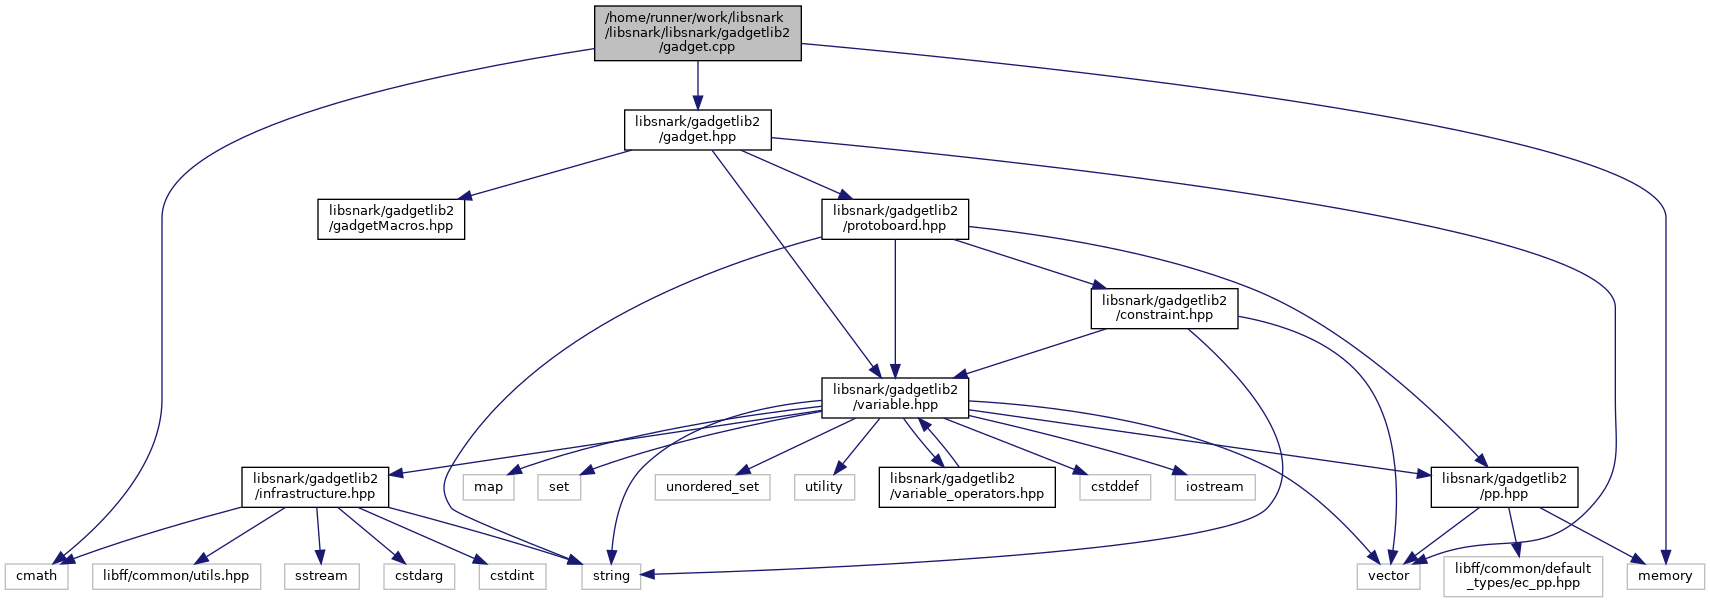 /home/runner/work/libsnark
/libsnark/libsnark/gadgetlib2
/gadget.cpp
libsnark/gadgetlib2
/gadget.hpp
libsnark/gadgetlib2
/gadgetMacros.hpp
libsnark/gadgetlib2
/protoboard.hpp
libsnark/gadgetlib2
/constraint.hpp
libsnark/gadgetlib2
/variable.hpp
libsnark/gadgetlib2
/infrastructure.hpp
map
set
unordered_set
utility
libsnark/gadgetlib2
/variable_operators.hpp
cstddef
iostream
libsnark/gadgetlib2
/pp.hpp
cmath
libff/common/utils.hpp
sstream
cstdarg
cstdint
string
vector
libff/common/default
_types/ec_pp.hpp
memory